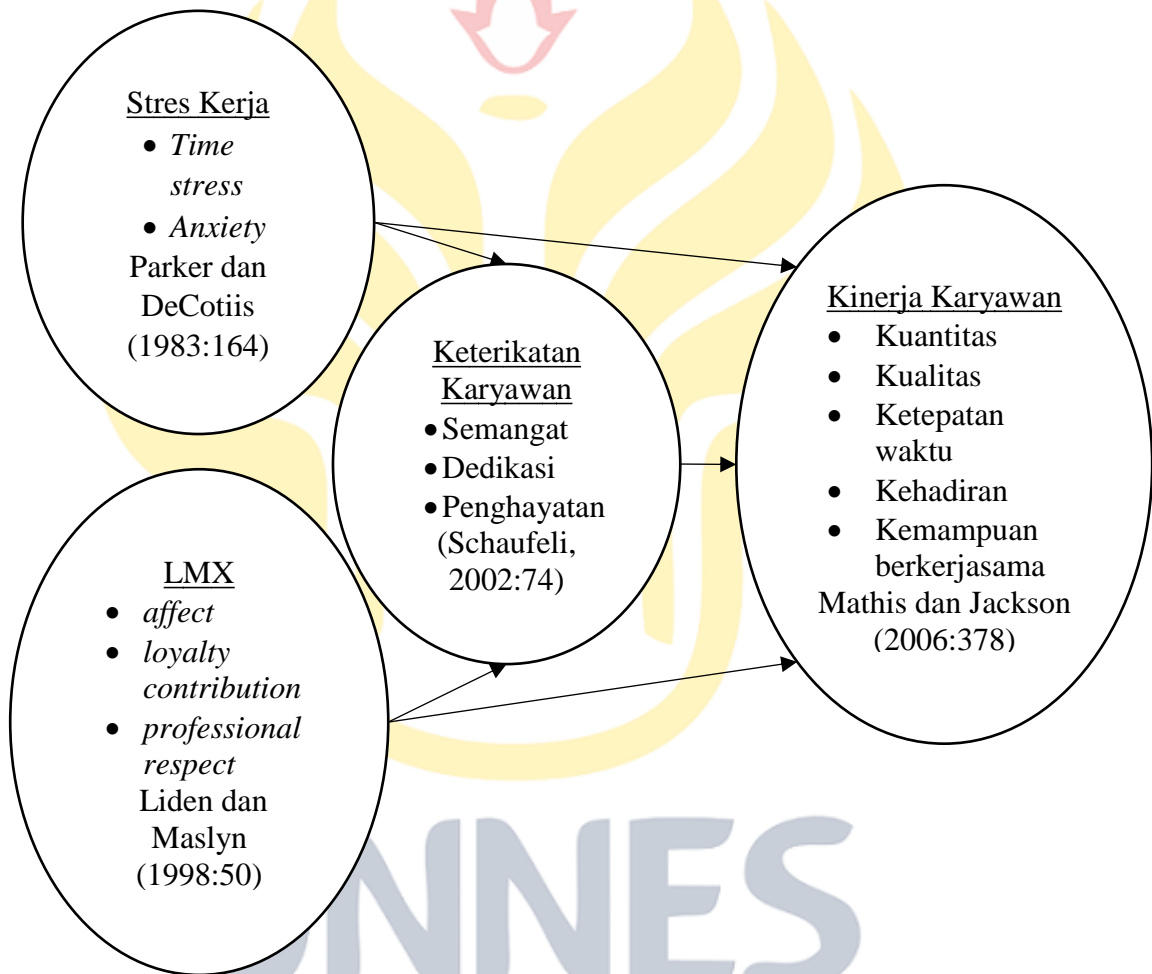 Stres Kerja
• Time
stress
• Anxiety
Parker dan
DeCotiis
(1983:164)
Keterikatan
Karyawan
• Semangat
• Dedikasi
• Penghayatan
(Schaufeli,
2002:74)
Kinerja Karyawan
• Kuantitas
• Kualitas
• Ketepatan
waktu
• Kehadiran
• Kemampuan
berkerjasama
Mathis dan Jackson
(2006:378)
LMX
• affect
• loyalty
contribution
• professional
respect
Liden dan
Maslyn
(1998:50)
UNNES